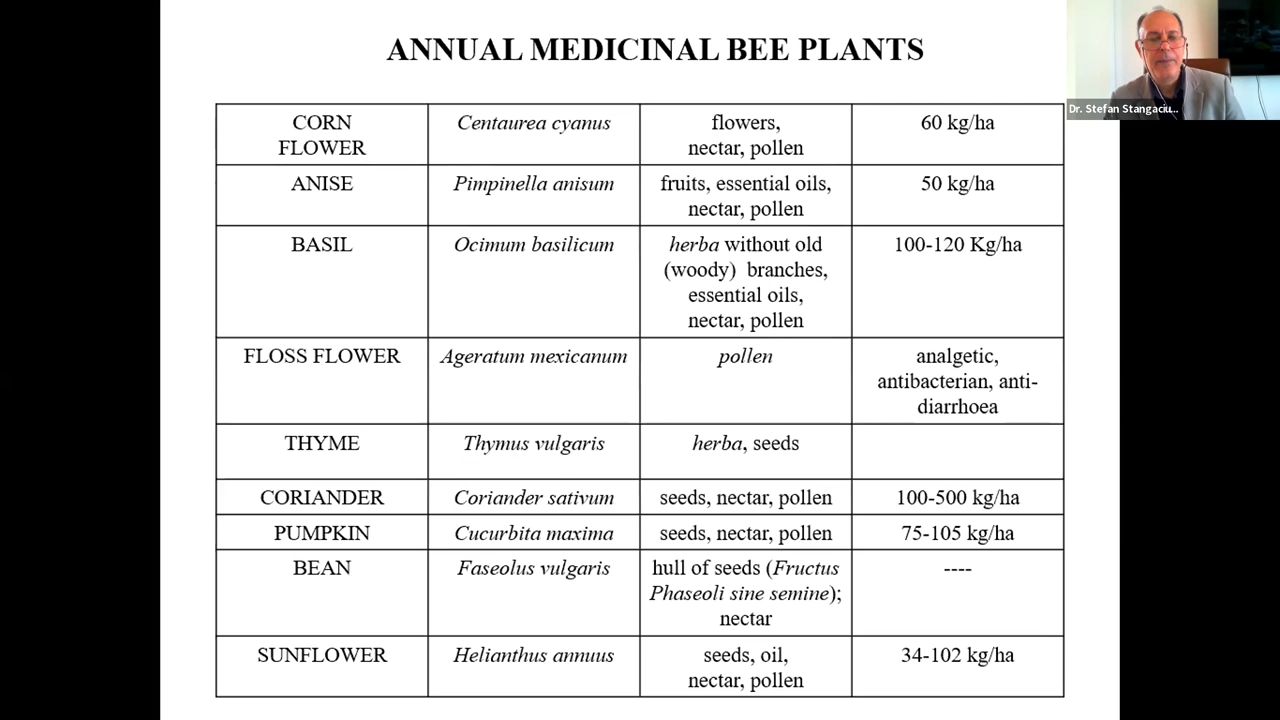 ANNUAL MEDICINAL BEE PLANTS
Dr. Stefan Stangaciu...
CORN
FLOWER
Centaurea cyanus
flowers,
nectar, pollen
60 kg/ha
ANISE
Pimpinella anisum
fruits, essential oils,
nectar, pollen
50 kg/ha
BASIL
Ocimum basilicum
herba without old
(woody) branches,
essential oils,
nectar, pollen
100-120 Kg/ha
FLOSS FLOWER
Ageratum mexicanum
pollen
analgetic,
antibacterian, anti-
diarrhoea
THYME
Thymus vulgaris
herba, seeds
CORIANDER
Coriander sativum
seeds, nectar, pollen
100-500 kg/ha
PUMPKIN
Cucurbita maxima
seeds, nectar, pollen
75-105 kg/ha
BEAN
Faseolus vulgaris
hull of seeds (Fructus
Phaseoli sine semine);
nectar
----
SUNFLOWER
Helianthus annuus
seeds, oil,
nectar, pollen
34-102 kg/ha